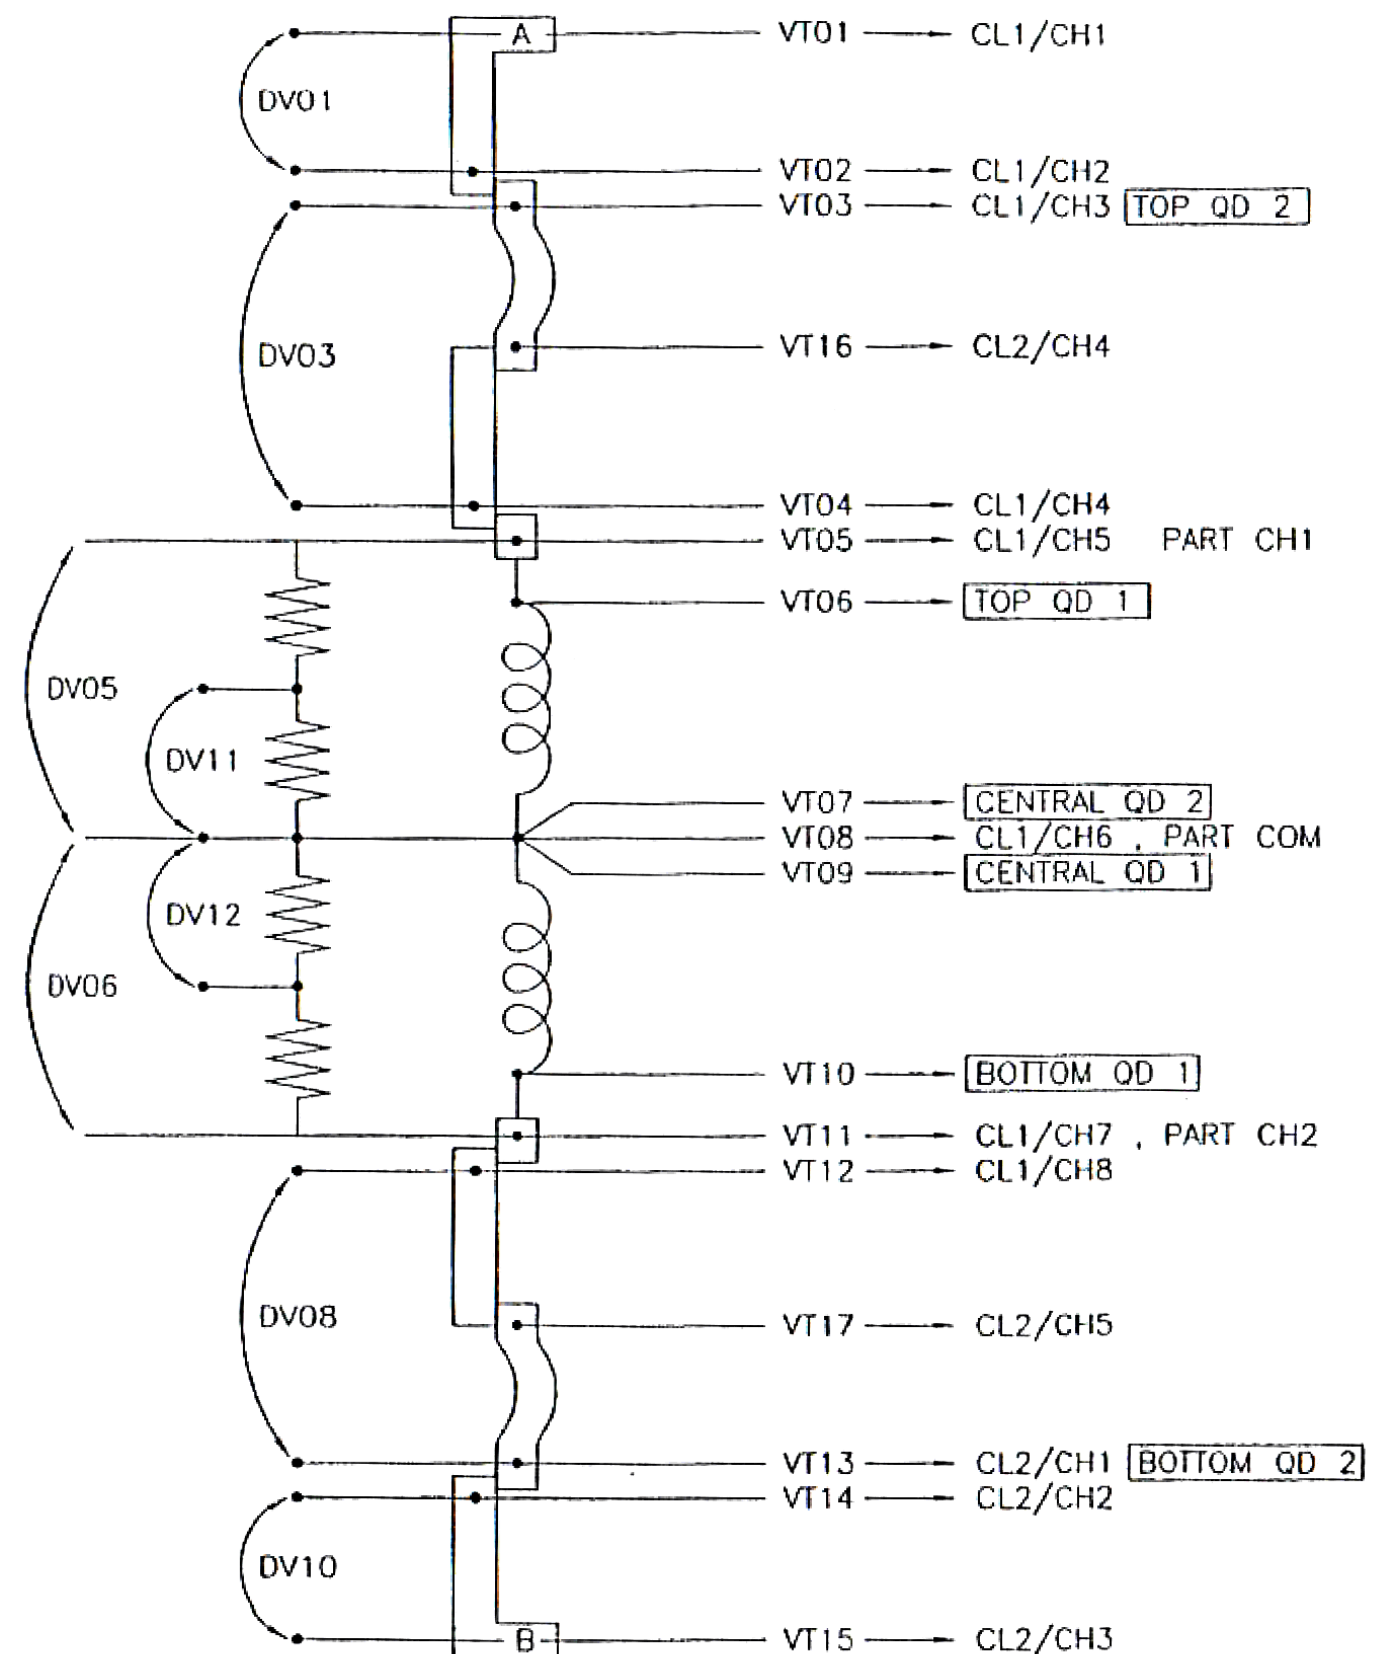 A VT01 CL1/CH1
DV01
VT02 CL1/CH2
VT03 CL1/CH3 TOP QD 2
DV03
VT16 CL2/CH4
VT04 CL1/CH4
VT05 CL1/CH5 PART CH1
VT06 TOP QD 1
DV05
DV11
VT07 CENTRAL QD 2
VT08 CL1/CH6 , PART COM
VT09 CENTRAL QD 1
DV12
DV06
VT10 BOTTOM QD 1
VT11 CL1/CH7 , PART CH2
VT12 CL1/CH8
DV08
VT17 CL2/CH5
VT13 CL2/CH1 BOTTOM QD 2
VT14 CL2/CH2
DV10
B VT15 CL2/CH3